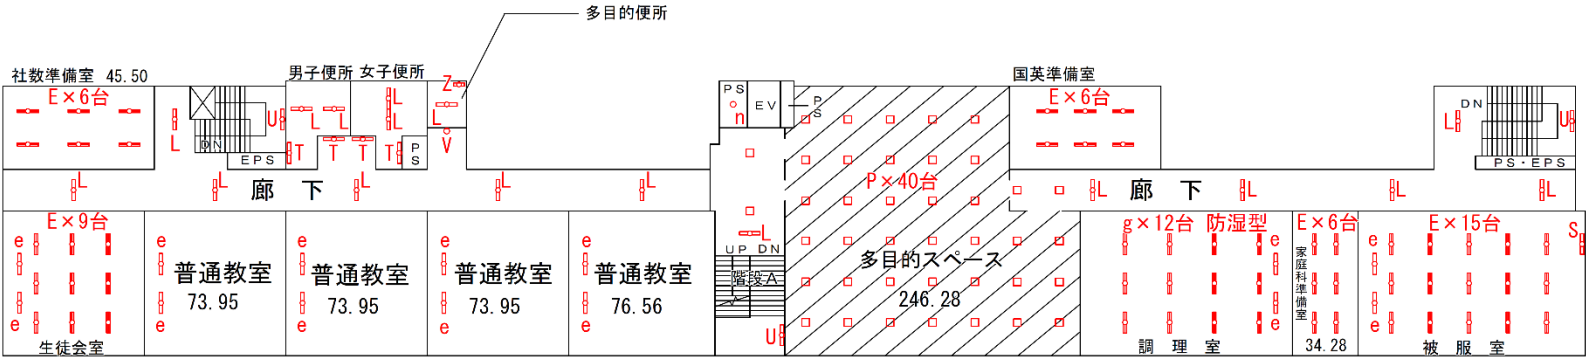 多目的便所
社数準備室 45.50
男子便所 女子便所
国英準備室
E×6台
Z
PS
EV
PS
E×6台
DN
L
U
L
L
L
L
L
V
n
DN
L
U
EPS
T
T
T
T
PS
P×40台
PS・EPS
L
L
廊下
L
L
L
L
廊下
L
L
L
E×9台
g×12台 防湿型
E×6台
E×15台
S
e
e
e
e
e
e
e
L
UP DN
普通教室
普通教室
普通教室
普通教室
階段A
多目的スペース
家庭科準備室
73.95
73.95
73.95
76.56
246.28
e
e
e
e
e
e
e
U
生徒会室
調理室
34.28
被服室